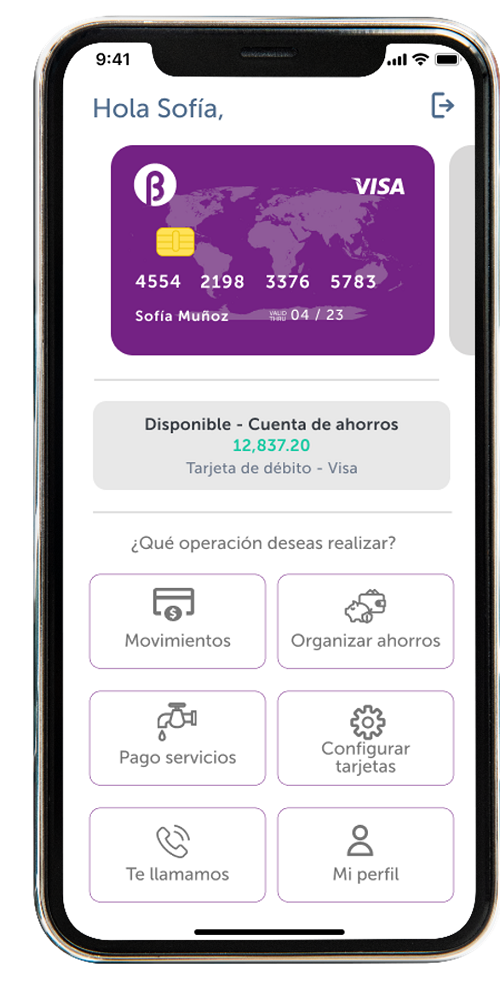 9:41
Hola Sofía,
β
VISA
4554 2198 3376 5783
Sofía Muñoz VALID THRU 04 / 23
Disponible - Cuenta de ahorros
12,837.20
Tarjeta de débito - Visa
¿Qué operación deseas realizar?
Movimientos
Organizar ahorros
Pago servicios
Configurar
tarjetas
Te llamamos
Mi perfil